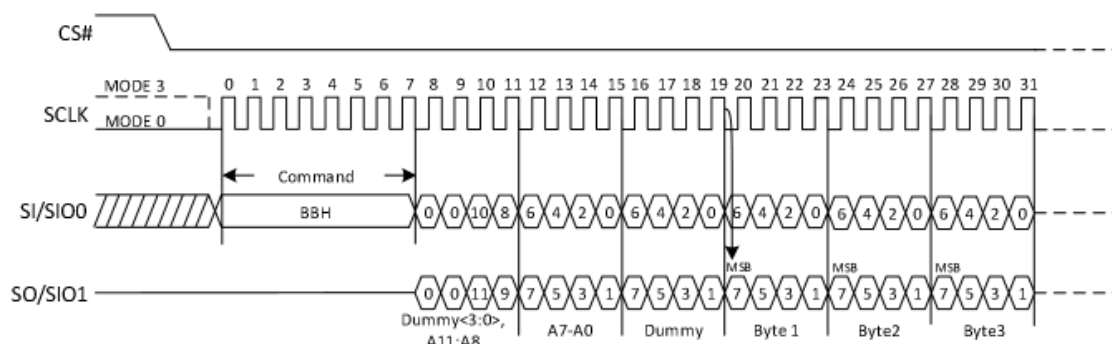 CS#
MODE 3
0 1 2 3 4 5 6 7 8 9 10 11 12 13 14 15 16 17 18 19 20 21 22 23 24 25 26 27 28 29 30 31
SCLK
MODE 0
Command
SI/SIO0
BBH
0 0 10 8 6 4 2 0 6 4 2 0 6 4 2 0 6 4 2 0 6 4 2 0
MSB MSB MSB
SO/SIO1
0 0 11 9 7 5 3 1 7 5 3 1 7 5 3 1 7 5 3 1 7 5 3 1
Dummy<3:0>, A7-A0 Dummy Byte 1 Byte2 Byte3
A11:A8